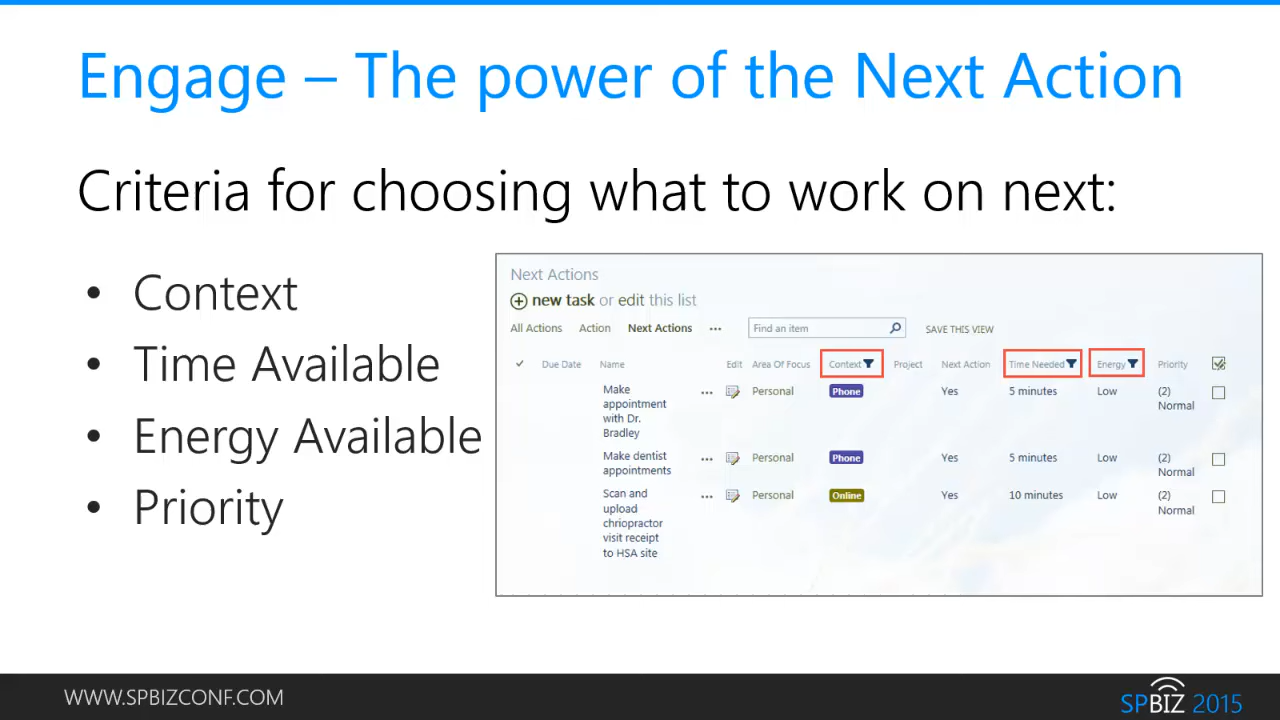 Engage – The power of the Next Action
Criteria for choosing what to work on next:
• Context
• Time Available
• Energy Available
• Priority
Next Actions
new task or edit this list
All Actions Action Next Actions ••• Find an item SAVE THIS VIEW
Due Date Name Edit Area Of Focus Context Project Next Action Time Needed Energy Priority
Make appointment with Dr. Bradley ••• Personal Phone Yes 5 minutes Low (2) Normal
Make dentist appointments ••• Personal Phone Yes 5 minutes Low (2) Normal
Scan and upload chriopractor visit receipt to HSA site ••• Personal Online Yes 10 minutes Low (2) Normal
WWW.SPBIZCONF.COM
SPBIZ 2015